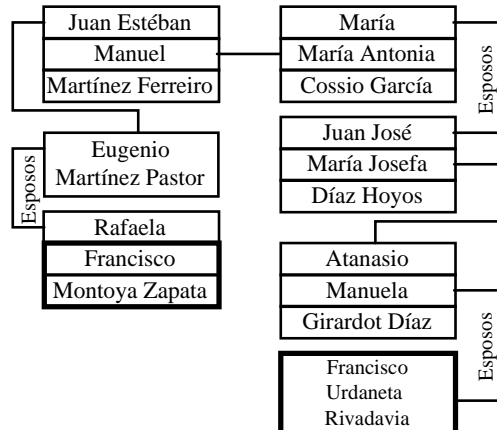 Juan Estéban
Manuel
Martínez Ferreiro
Esposos
Eugenio
Martínez Pastor
Rafaela
Francisco
Montoya Zapata
María
María Antonia
Cossio García
Esposos
Juan José
María Josefa
Díaz Hoyos
Atanasio
Manuela
Girardot Díaz
Esposos
Francisco
Urdaneta
Rivadavia